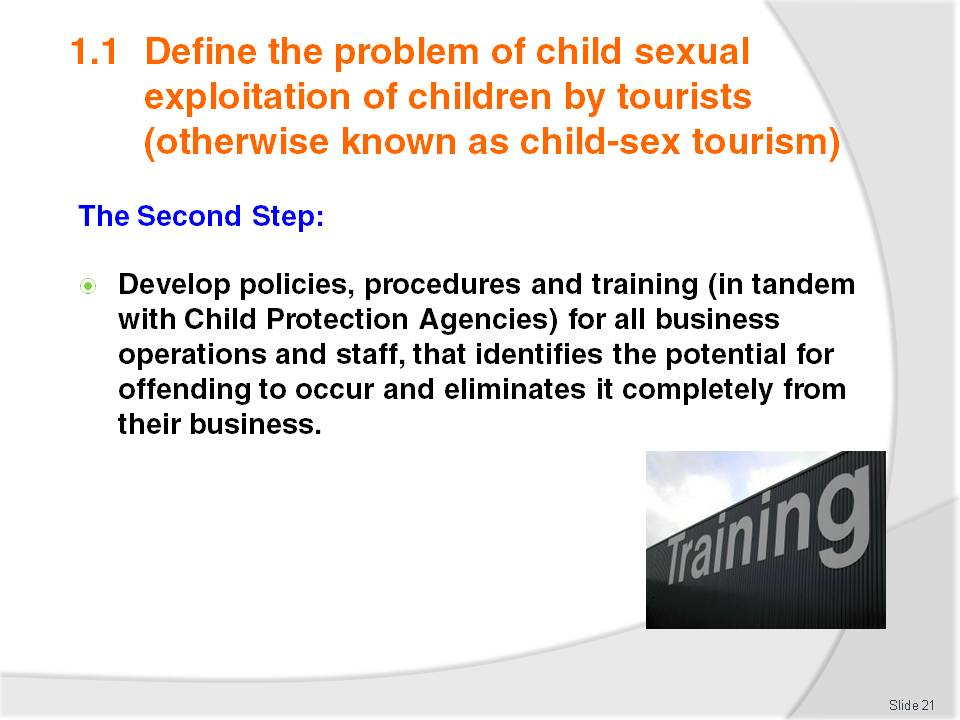 1.1 Define the problem of child sexual
exploitation of children by tourists
(otherwise known as child-sex tourism)
The Second Step:
Develop policies, procedures and training (in tandem
with Child Protection Agencies) for all business
operations and staff, that identifies the potential for
offending to occur and eliminates it completely from
their business.
Training
Slide 21